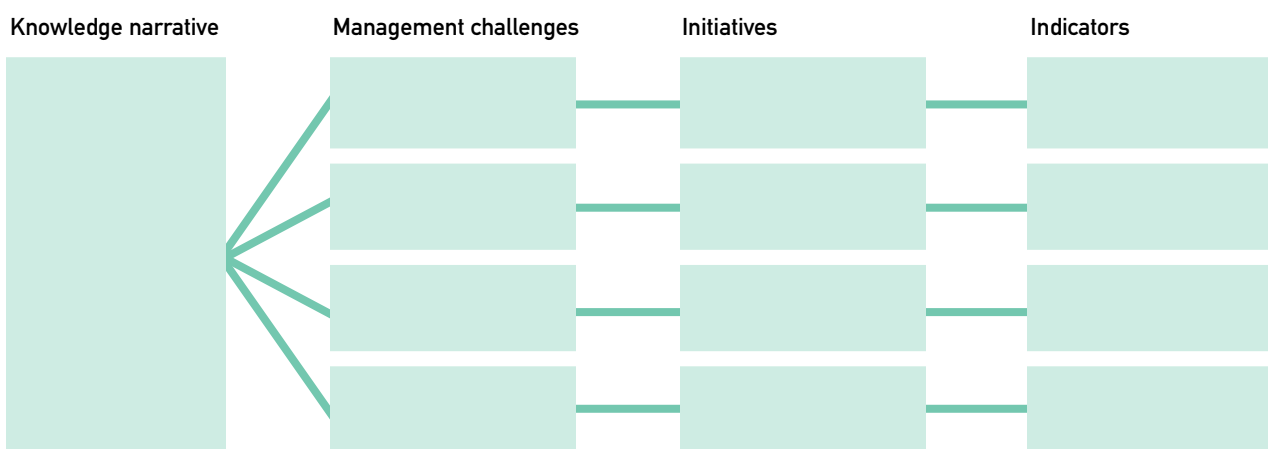 Knowledge narrative
Management challenges
Initiatives
Indicators